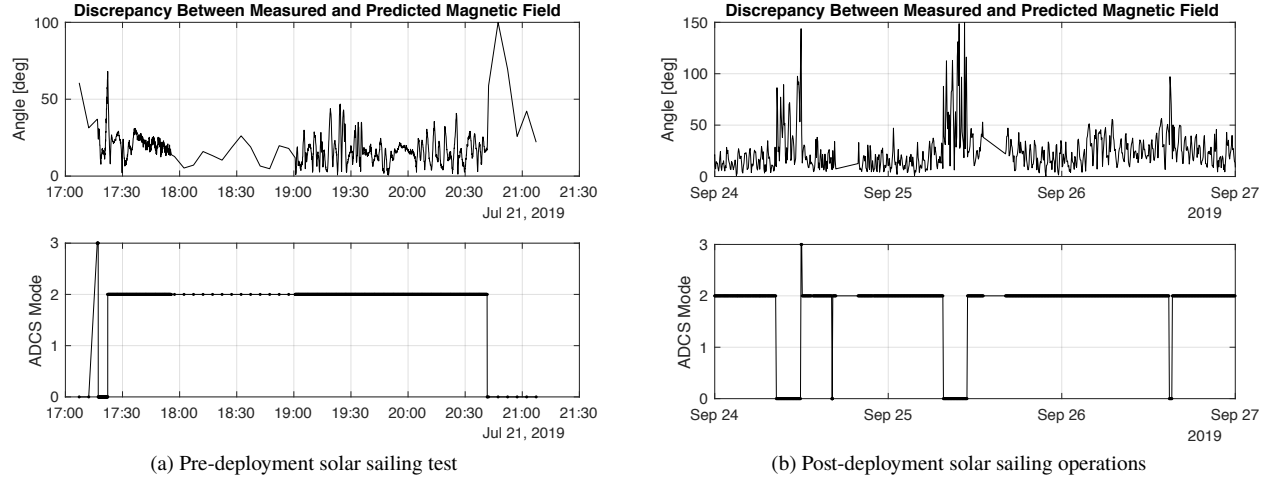 Discrepancy Between Measured and Predicted Magnetic Field
100
50
0
Angle [deg]
17:00 17:30 18:00 18:30 19:00 19:30 20:00 20:30 21:00 21:30
Jul 21, 2019
3
2
1
0
ADCS Mode
17:00 17:30 18:00 18:30 19:00 19:30 20:00 20:30 21:00 21:30
Jul 21, 2019
(a) Pre-deployment solar sailing test
Discrepancy Between Measured and Predicted Magnetic Field
150
100
50
0
Angle [deg]
Sep 24 Sep 25 Sep 26 Sep 27
2019
3
2
1
0
ADCS Mode
Sep 24 Sep 25 Sep 26 Sep 27
2019
(b) Post-deployment solar sailing operations